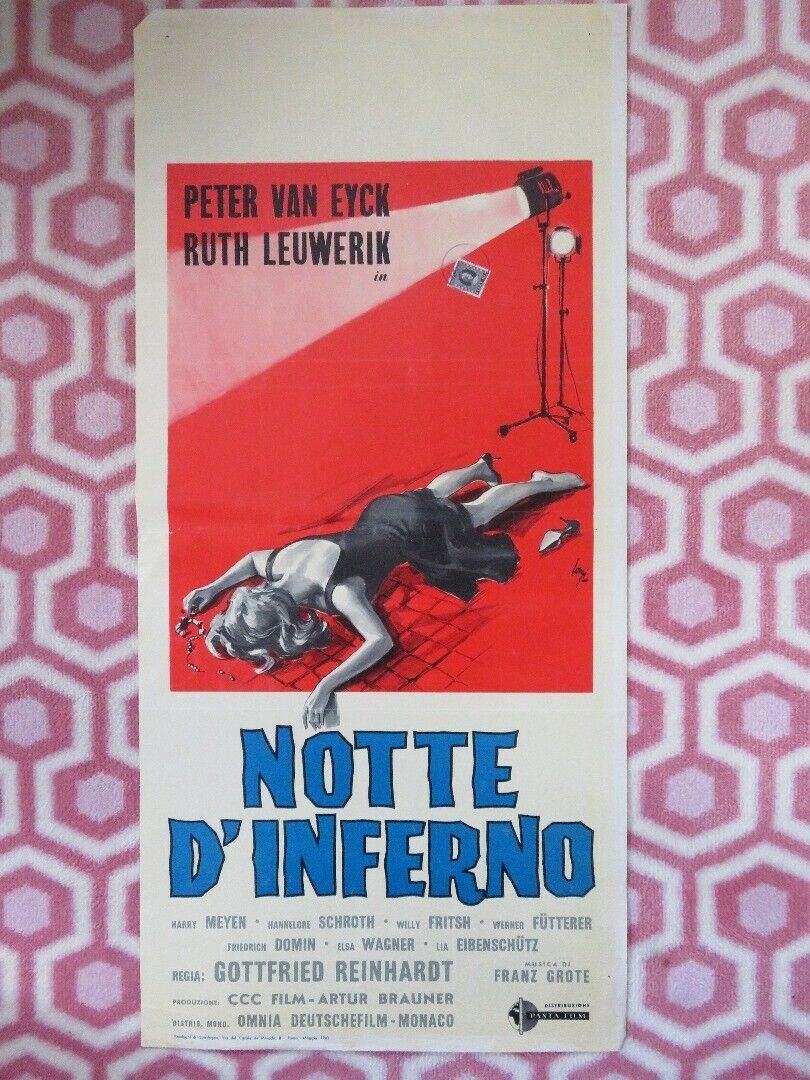 PETER VAN EYCK
RUTH LEUWERIK
in
NOTTE
D'INFERNO
HARRY MEYEN • HANNELORE SCHROTH • WILLY FRITSH • WERNER FÜTTERER
FRIEDRICH DOMIN • ELSA WAGNER • LIA EIBENSCHÜTZ
REGIA: GOTTFRIED REINHARDT
MUSICA DI
FRANZ GROTE
PRODUZIONE: CCC FILM-ARTUR BRAUNER
DISTRIB. MOND. OMNIA DEUTSCHEFILM-MONACO
DISTRIBUZIONE
PANTA FILM